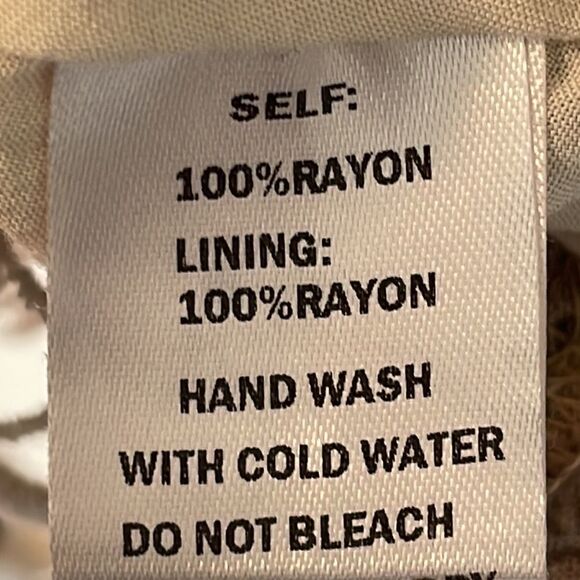 SELF:
100%RAYON
LINING:
100%RAYON
HAND WASH
WITH COLD WATER
DO NOT BLEACH